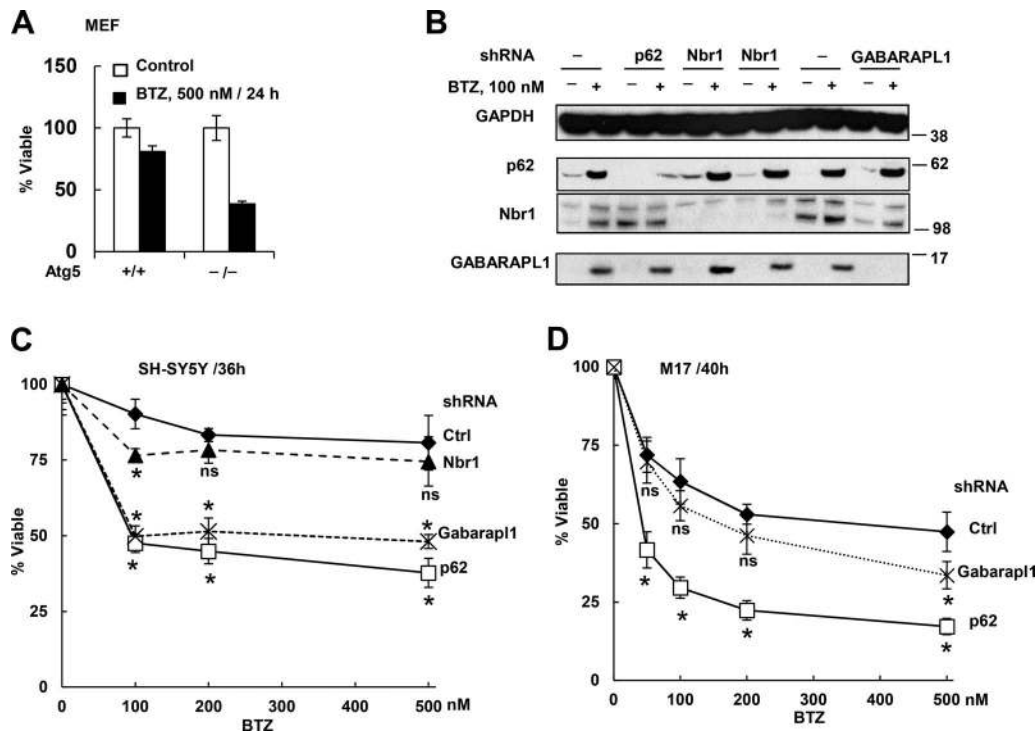 A
MEF
% Viable
150
100
50
0
Control
BTZ, 500 nM / 24 h
Atg5 +/+ −/−
B
shRNA − p62 Nbr1 Nbr1 − GABARAPL1
BTZ, 100 nM − + − + − + − + − + − +
GAPDH
38
p62
62
Nbr1
98
GABARAPL1
17
C
SH-SY5Y /36h
% Viable
100
75
50
25
0
shRNA
Ctrl
Nbr1
Gabarapl1
p62
* ns ns
* * *
* * *
0 100 200 300 400 500 nM
BTZ
D
M17 /40h
% Viable
100
75
50
25
0
shRNA
Ctrl
Gabarapl1
p62
ns ns ns *
* * * *
0 100 200 300 400 500 nM
BTZ